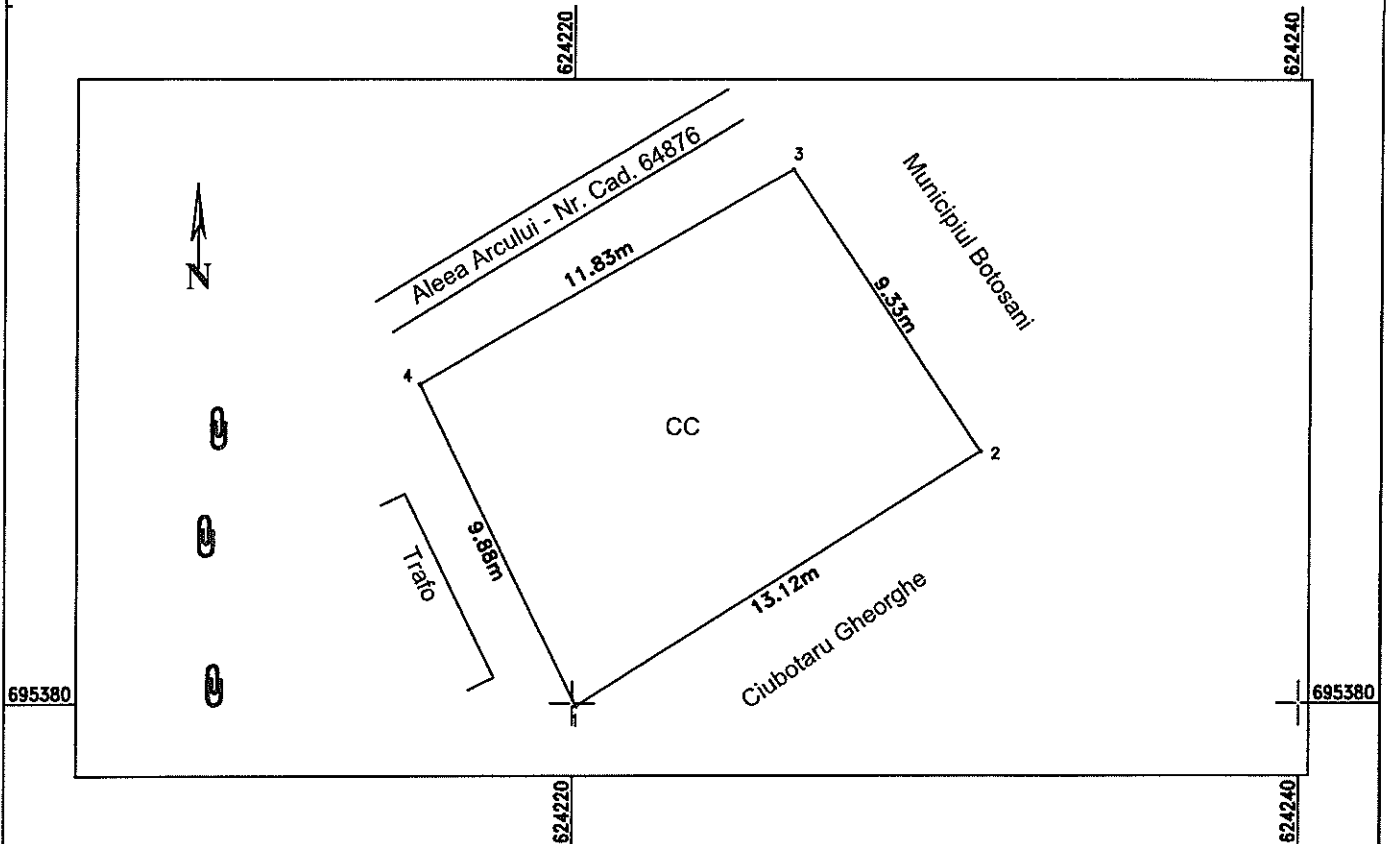 624220
624240
Aleea Arcului - Nr. Cad. 64876
3
Municipiul Botosani
N
11.83m
9.33m
4
CC
2
9.88m
Trafo
13.12m
Ciubotaru Gheorghe
695380
695380
1
624220
624240